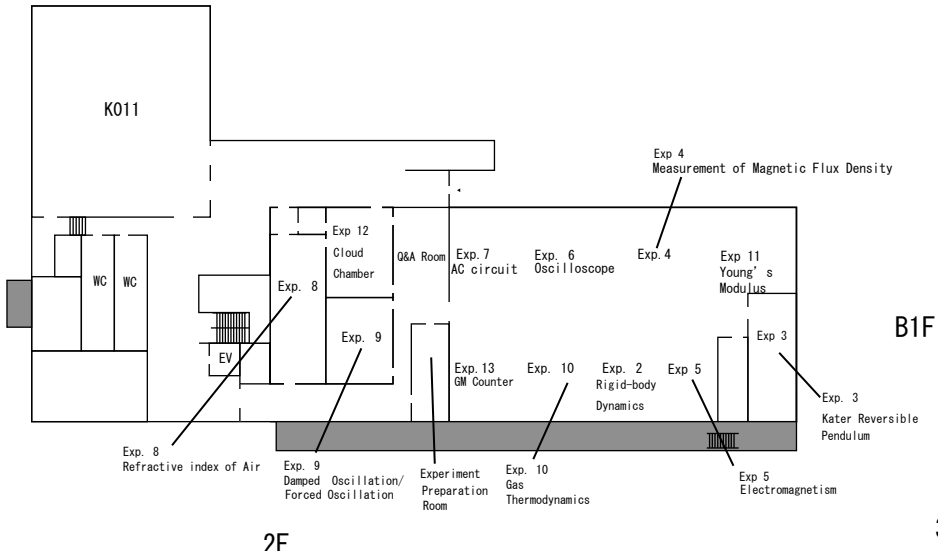 K011
Exp 4
Measurement of Magnetic Flux Density
Exp 12
Cloud
Chamber
Q&A Room
Exp. 7
AC circuit
Exp. 6
Oscilloscope
Exp.4
Exp 11
Young's
Modulus
WC
WC
Exp. 8
B1F
EV
Exp. 9
Exp 3
Exp. 13
GM Counter
Exp. 10
Exp. 2
Rigid-body
Dynamics
Exp 5
Exp. 3
Kater Reversible
Pendulum
Exp. 8
Refractive index of Air
Exp. 9
Damped Oscillation/
Forced Oscillation
Experiment
Preparation
Room
Exp. 10
Gas
Thermodynamics
Exp 5
Electromagnetism
2F